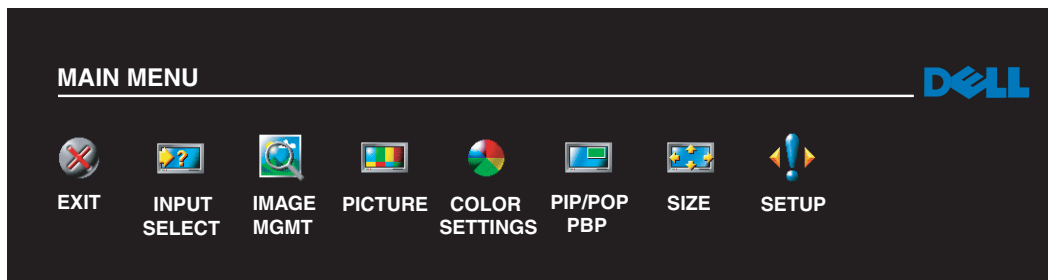 MAIN MENU
DELL
?
EXIT
INPUT
SELECT
IMAGE
MGMT
PICTURE
COLOR
SETTINGS
PIP/POP
PBP
SIZE
SETUP